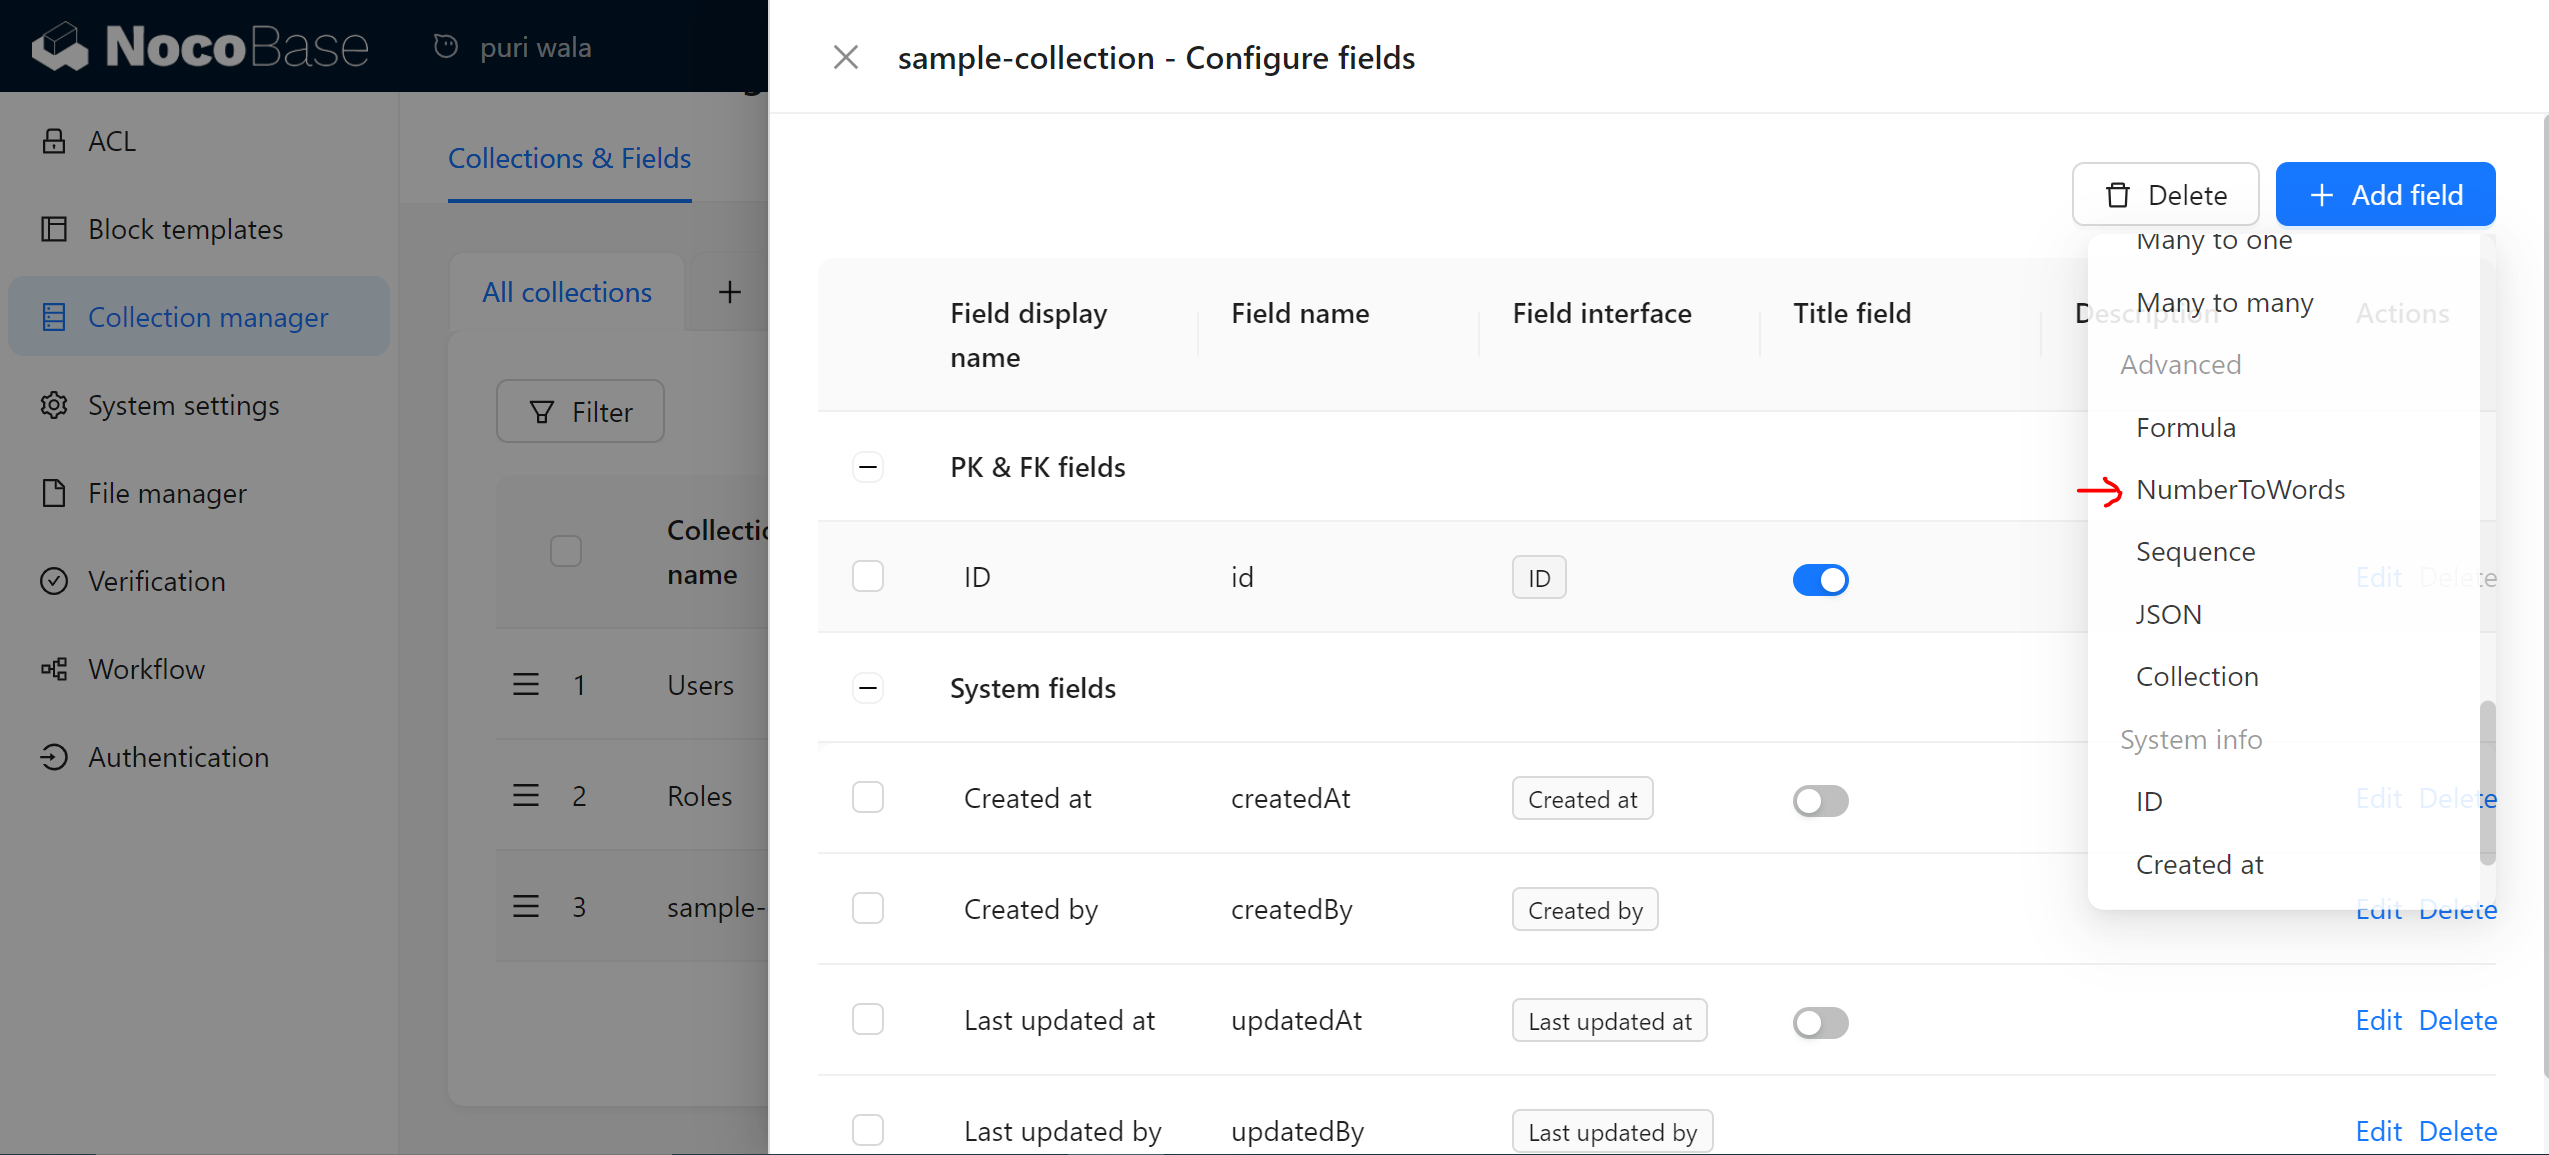 NocoBase
puri wala
ACL
Block templates
Collection manager
System settings
File manager
Verification
Workflow
Authentication
Collections & Fields
All collections
Filter
name
1 Users
2 Roles
3 sample-
sample-collection - Configure fields
Delete
Add field
Field display name
Field name
Field interface
Title field
Description
Actions
PK & FK fields
ID id ID Edit Delete
System fields
Created at createdAt Created at Edit Delete
Created by createdBy Created by Edit Delete
Last updated at updatedAt Last updated at Edit Delete
Last updated by updatedBy Last updated by Edit Delete
Many to one
Many to many
Advanced
Formula
NumberToWords
Sequence
JSON
Collection
System info
ID
Created at